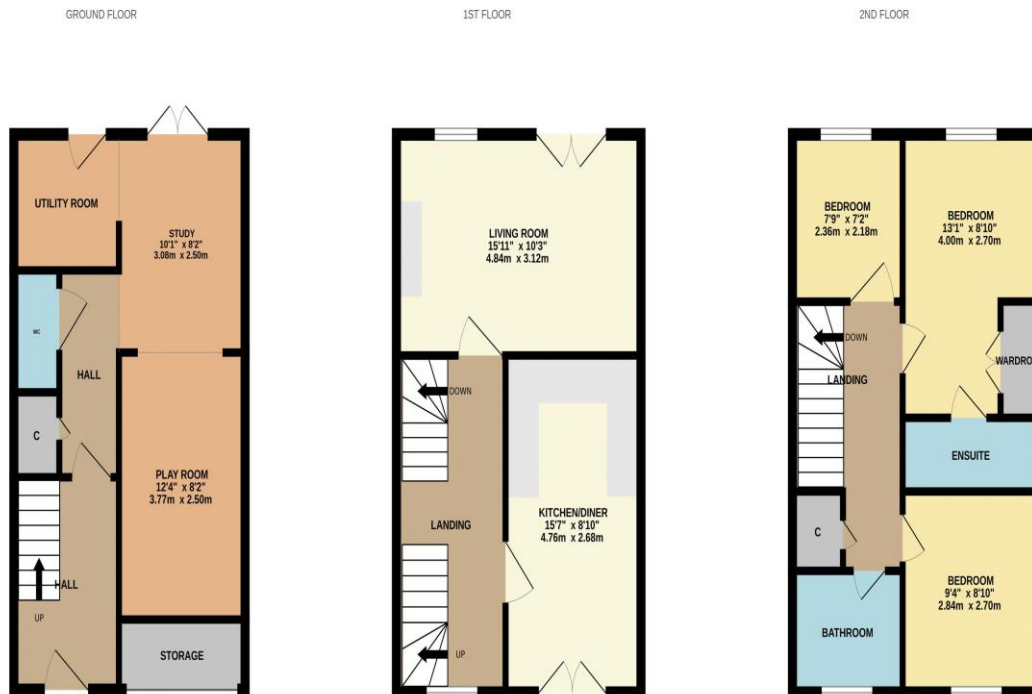 GROUND FLOOR
UTILITY ROOM
STUDY
10'1" x 8'2"
3.08m x 2.50m
WC
HALL
C
PLAY ROOM
12'4" x 8'2"
3.77m x 2.50m
HALL
UP
STORAGE
1ST FLOOR
LIVING ROOM
15'11" x 10'3"
4.84m x 3.12m
DOWN
LANDING
KITCHEN/DINER
15'7" x 8'10"
4.76m x 2.68m
UP
2ND FLOOR
BEDROOM
7'9" x 7'2"
2.36m x 2.18m
BEDROOM
13'1" x 8'10"
4.00m x 2.70m
DOWN
LANDING
WARDRO
ENSUITE
C
BEDROOM
9'4" x 8'10"
2.84m x 2.70m
BATHROOM